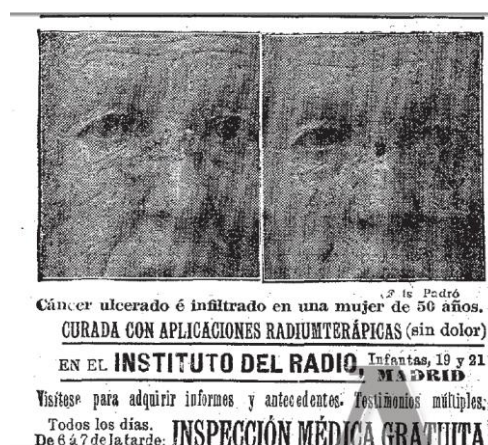 Padró
Cáncer ulcerado é infiltrado en una mujer de 50 años.
CURADA CON APLICACIONES RADIUMTERÁPICAS (sin dolor)
EN EL INSTITUTO DEL RADIO, Infantas, 19 y 21
MADRID
Visítese para adquirir informes y antecedentes. Testimonios múltiples.
Todos los días.
De 6 á 7 de la tarde: INSPECCIÓN MÉDICA GRATUITA